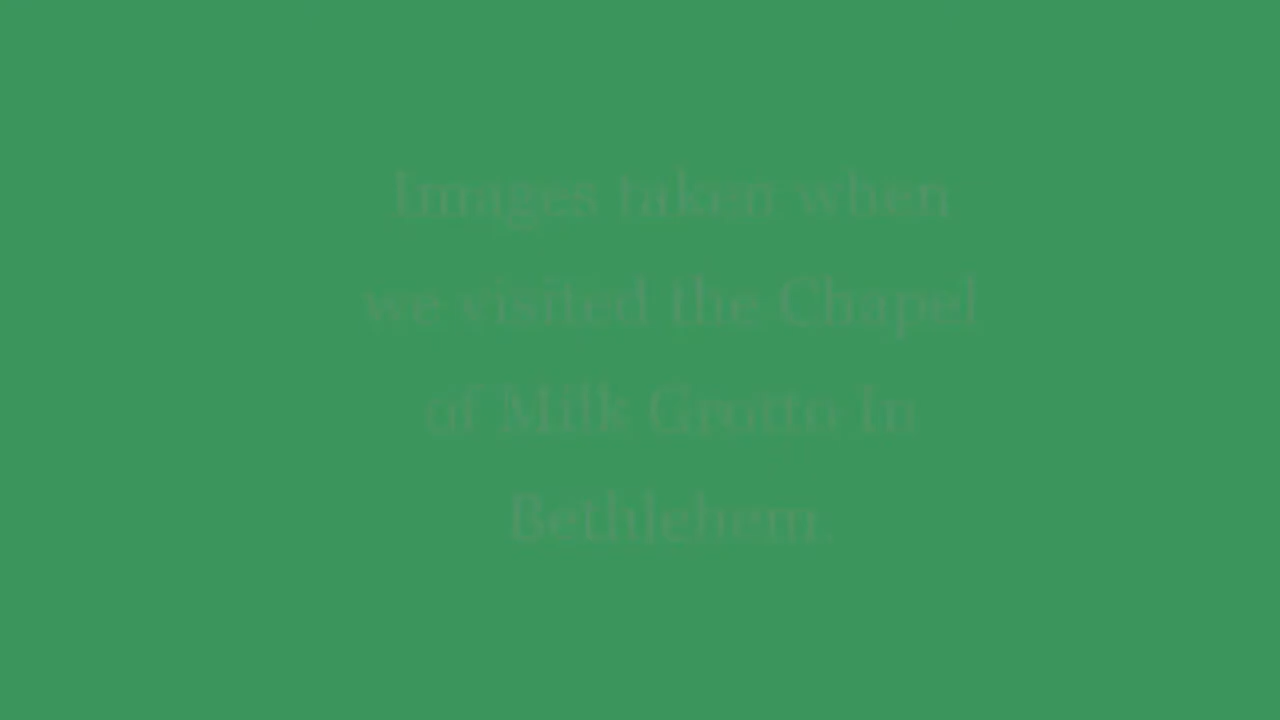 Images taken when
we visited the Chapel
of Milk Grotto In
Bethlehem.